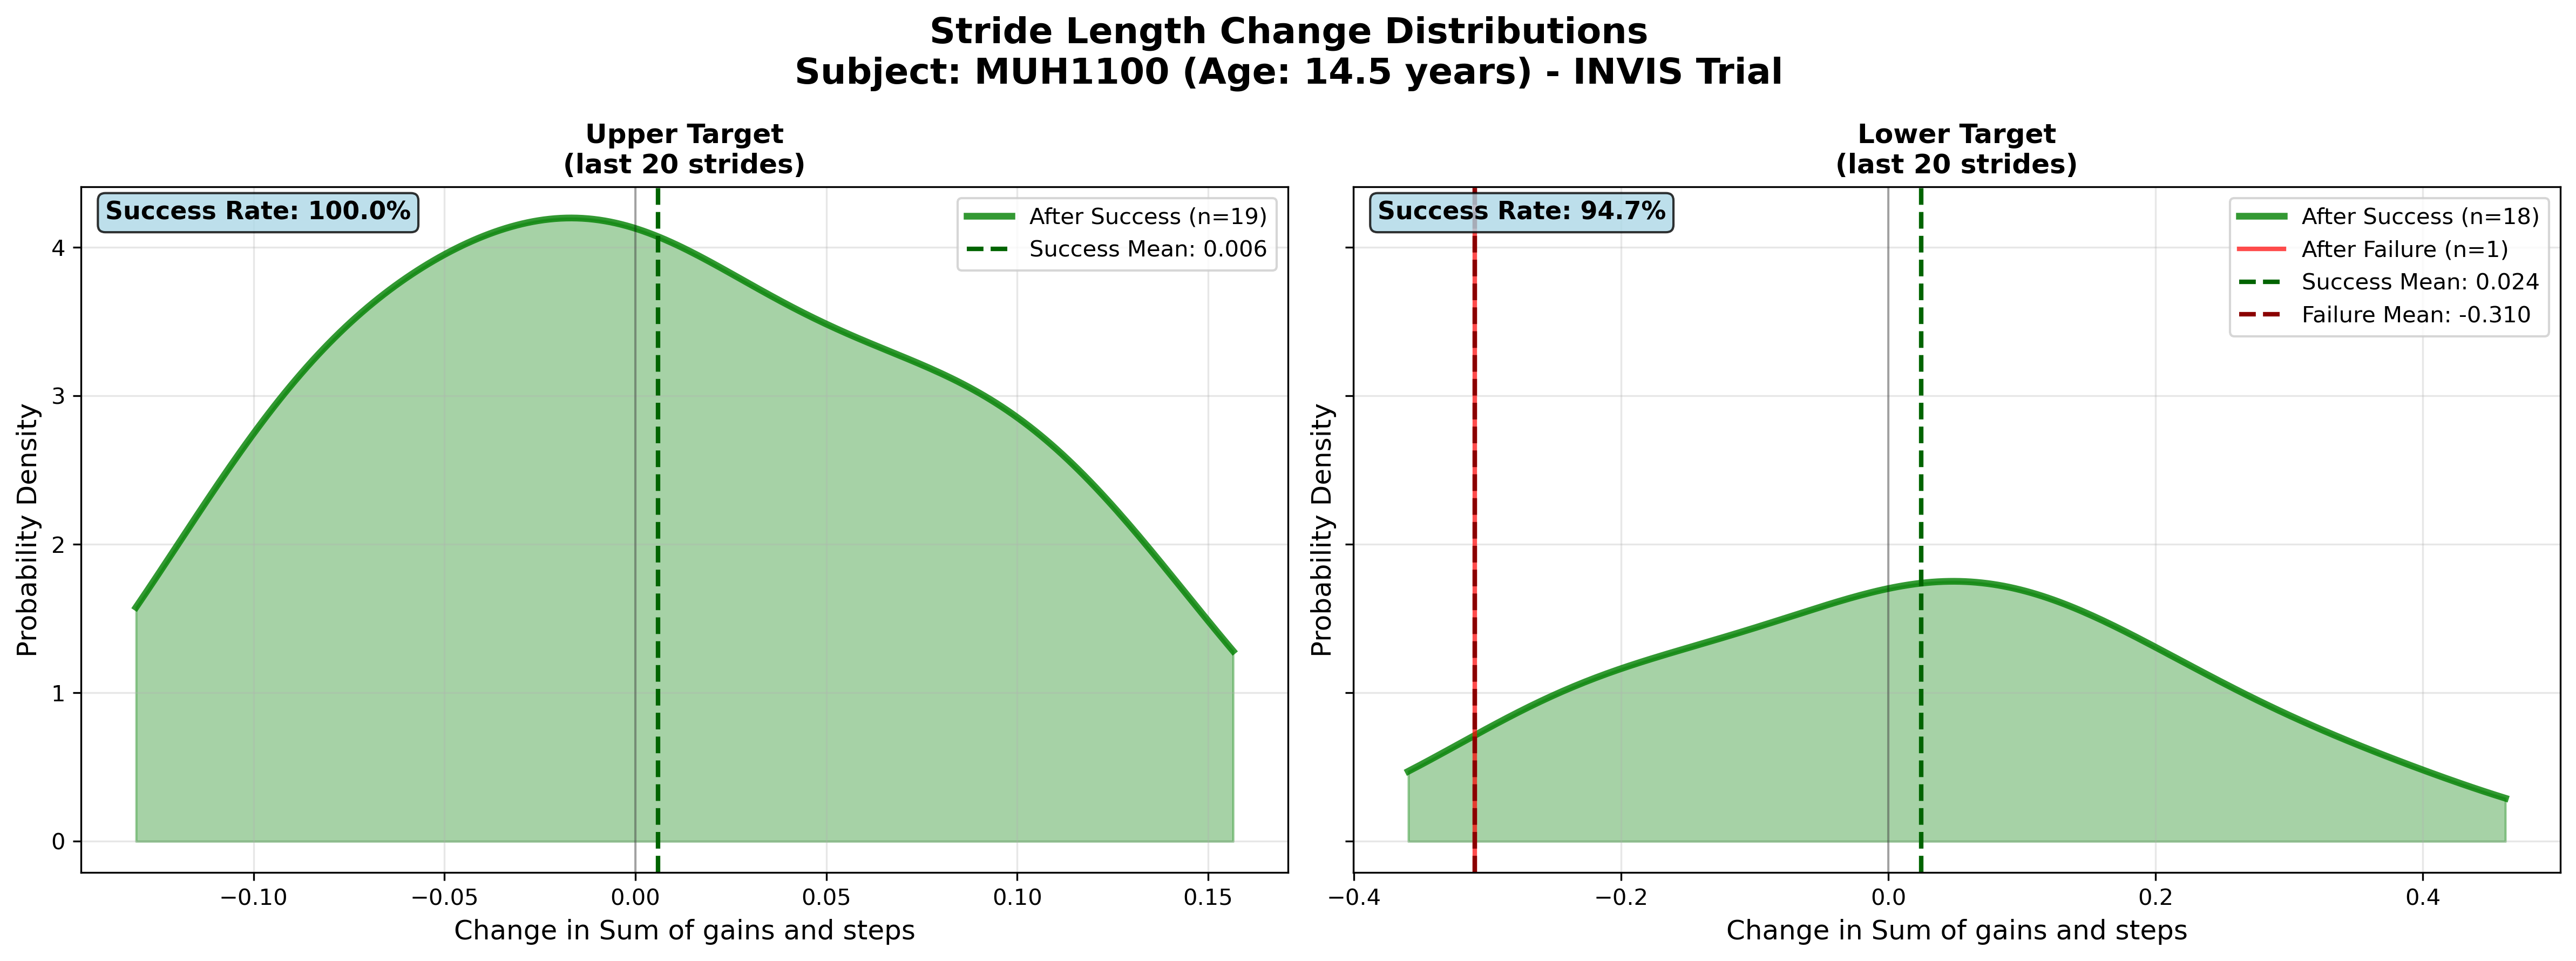 Stride Length Change Distributions
Subject: MUH1100 (Age: 14.5 years) - INVIS Trial
Upper Target
(last 20 strides)
Success Rate: 100.0%
After Success (n=19)
Success Mean: 0.006
Probability Density
4
3
2
1
0
−0.10
−0.05
0.00
0.05
0.10
0.15
Change in Sum of gains and steps
Lower Target
(last 20 strides)
Success Rate: 94.7%
After Success (n=18)
After Failure (n=1)
Success Mean: 0.024
Failure Mean: -0.310
Probability Density
−0.4
−0.2
0.0
0.2
0.4
Change in Sum of gains and steps